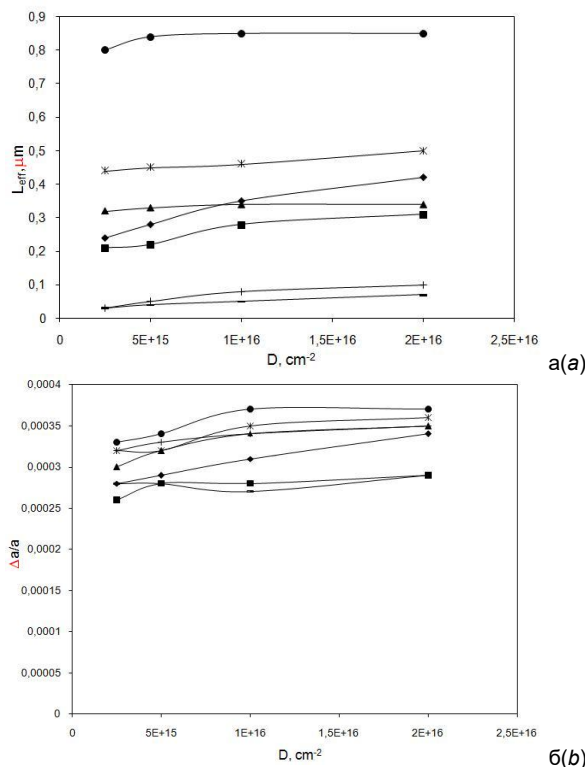 0,9
0,8
0,7
0,6
0,5
0,4
0,3
0,2
0,1
0
L eff, μm
0 5E+15 1E+16 1,5E+16 2E+16 2,5E+16
D, cm-2
а(a)
0,0004
0,00035
0,0003
0,00025
0,0002
0,00015
0,0001
0,00005
0
Δa/a
0 5E+15 1E+16 1,5E+16 2E+16 2,5E+16
D, cm-2
б(b)